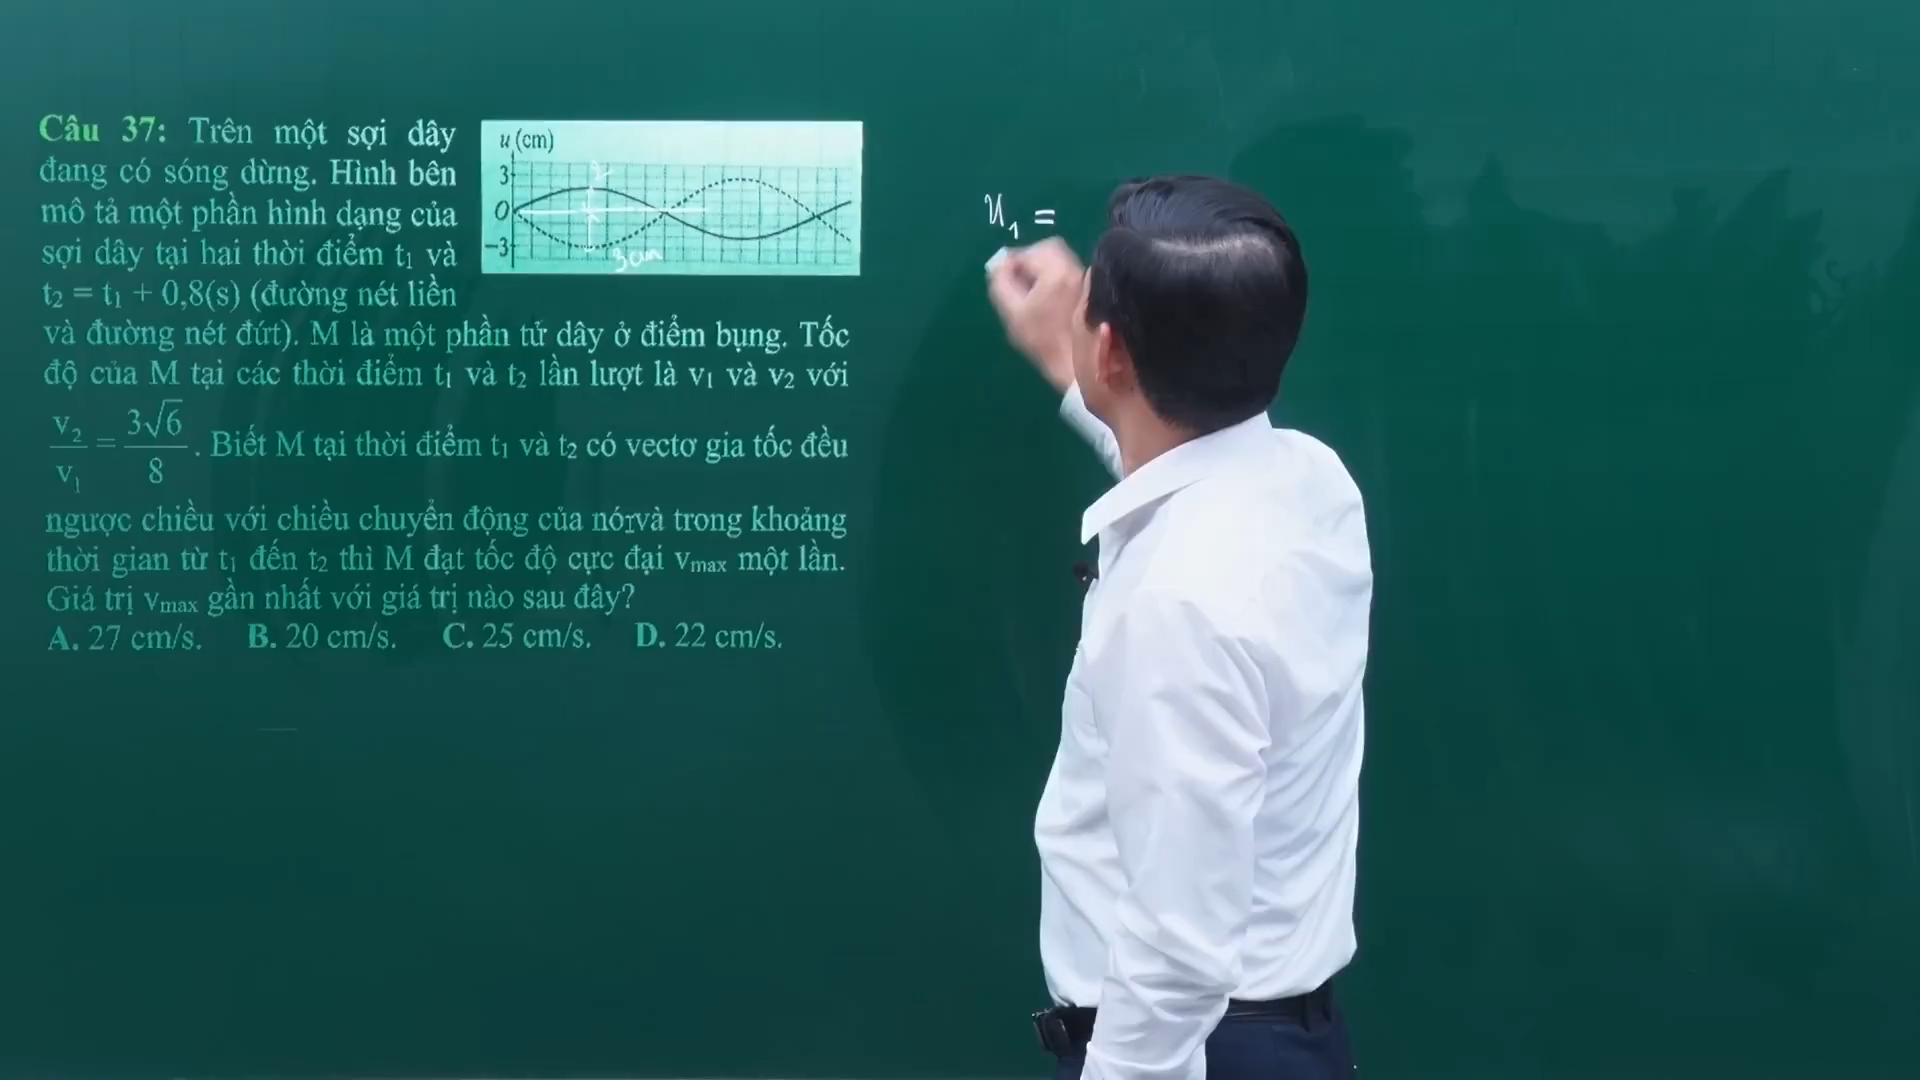 Câu 37: Trên một sợi dây
đang có sóng dừng. Hình bên
mô tả một phần hình dạng của
sợi dây tại hai thời điểm t₁ và
t₂ = t₁ + 0,8(s) (đường nét liền
và đường nét đứt). M là một phần tử dây ở điểm bụng. Tốc
độ của M tại các thời điểm t₁ và t₂ lần lượt là v₁ và v₂ với
v₂/v₁ = 3√6/8 . Biết M tại thời điểm t₁ và t₂ có vectơ gia tốc đều
ngược chiều với chiều chuyển động của nó và trong khoảng
thời gian từ t₁ đến t₂ thì M đạt tốc độ cực đại vmax một lần.
Giá trị vmax gần nhất với giá trị nào sau đây?
A. 27 cm/s. B. 20 cm/s. C. 25 cm/s. D. 22 cm/s.
u (cm)
3
2
O
−3
3cm
u₁ =